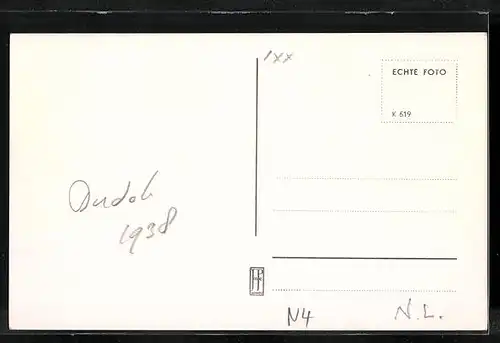 1xx
ECHTE FOTO
K 619
Dudok
1938
N4
N.L.